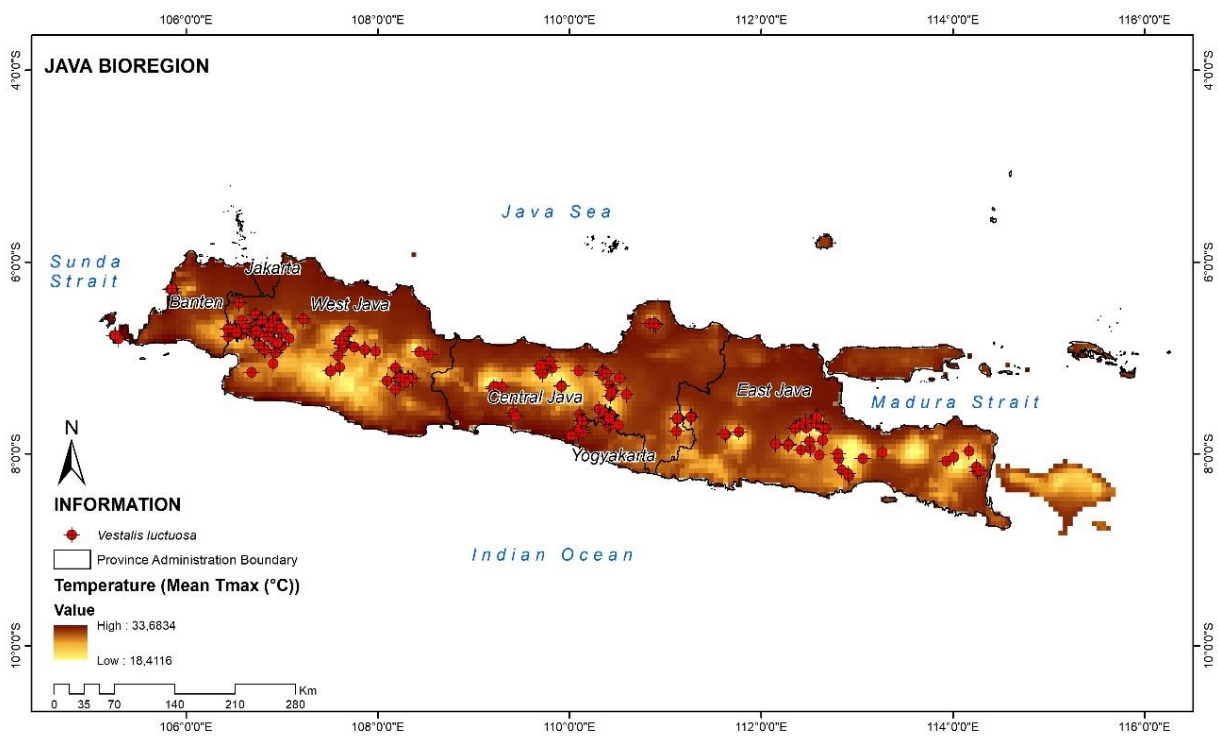 106°0'0"E 108°0'0"E 110°0'0"E 112°0'0"E 114°0'0"E 116°0'0"E
JAVA BIOREGION
4°0'0"S 4°0'0"S
Java Sea
Sunda
Strait
6°0'0"S 6°0'0"S
Jakarta
Banten
West Java
Central Java
East Java
Madura Strait
Yogyakarta
8°0'0"S 8°0'0"S
N
INFORMATION
Vestalis luctuosa
Indian Ocean
Province Administration Boundary
Temperature (Mean Tmax (°C))
Value
High : 33,6834
Low : 18,4116
10°0'0"S 10°0'0"S
Km
0 35 70 140 210 280
106°0'0"E 108°0'0"E 110°0'0"E 112°0'0"E 114°0'0"E 116°0'0"E